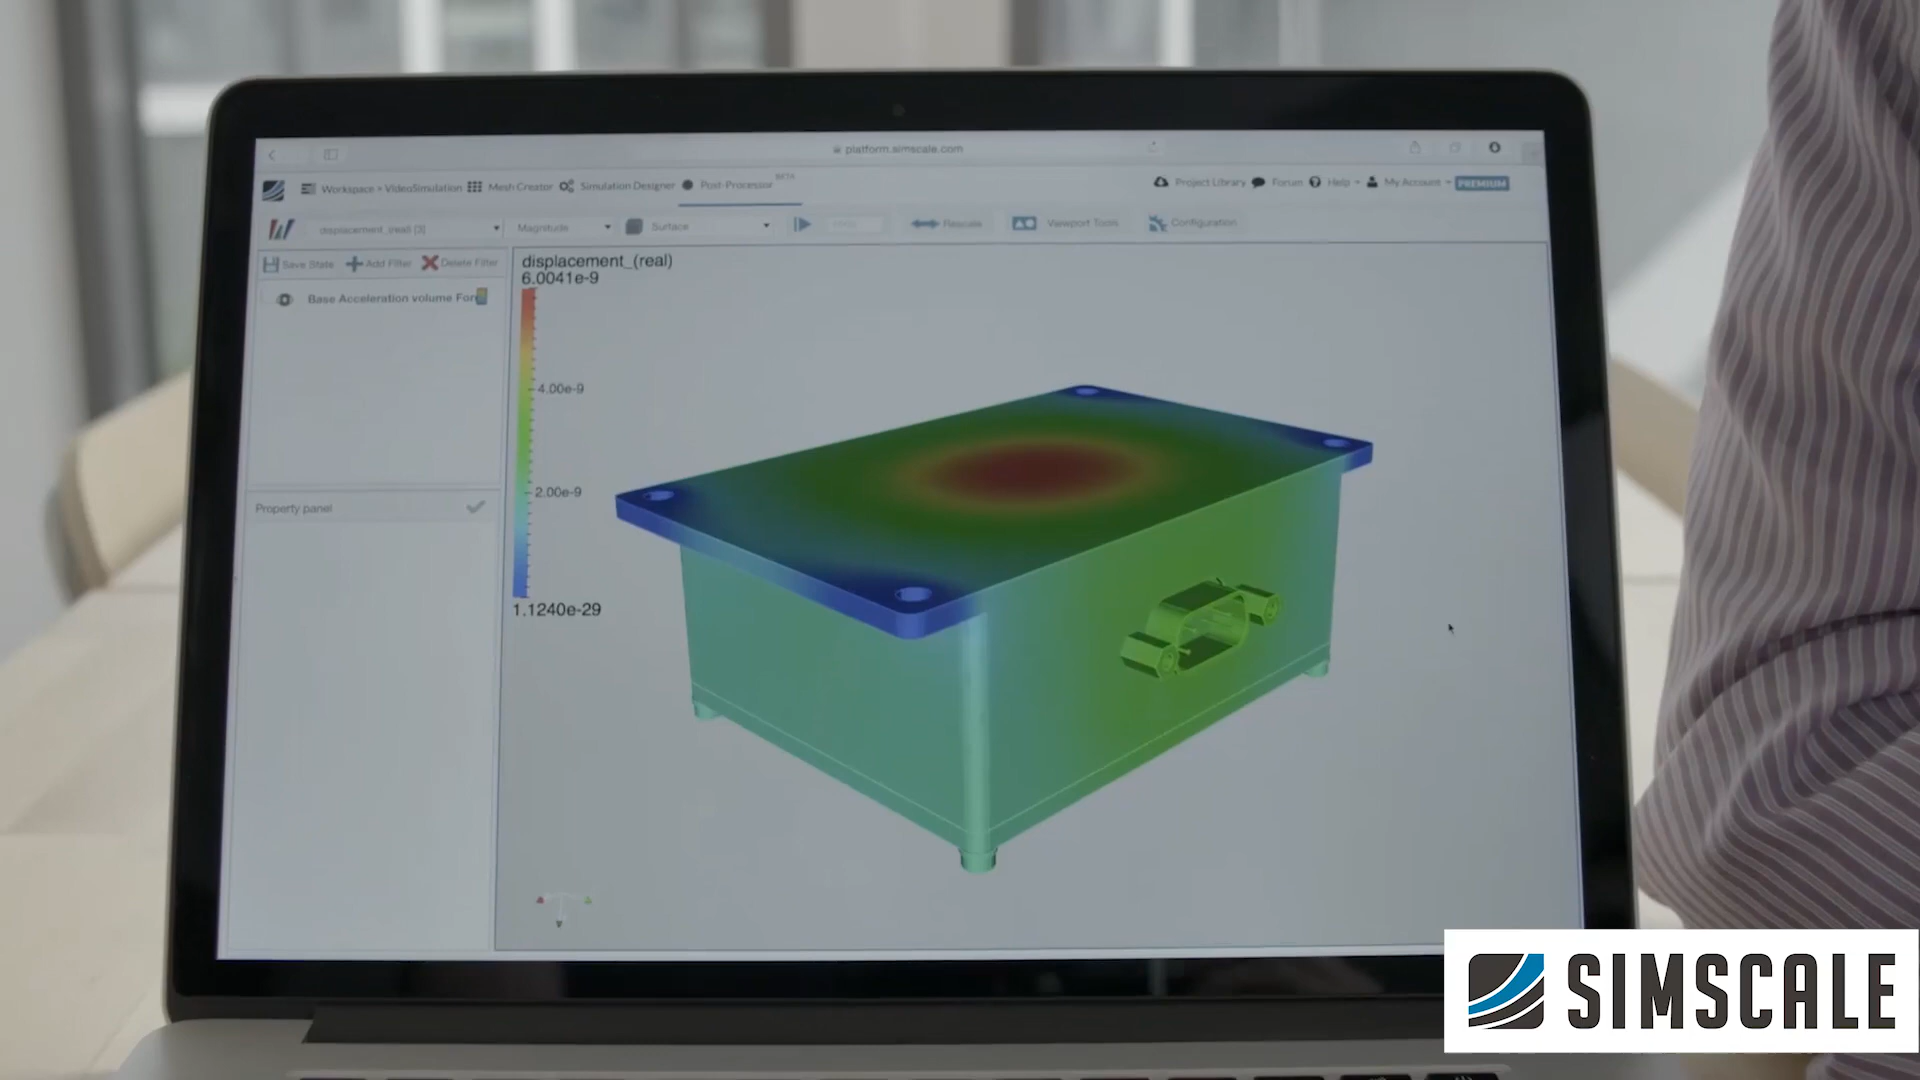 platform.simscale.com
Workspace > VideoSimulation Mesh Creator Simulation Designer Post-Processor BETA Project Library Forum Help My Account PREMIUM
displacement_(real) [3] Magnitude Surface Rescale Viewport Tools Configuration
Save State Add Filter Delete Filter
Base Acceleration volume For
Property panel
displacement_(real)
6.0041e-9
4.00e-9
2.00e-9
1.1240e-29
SIMSCALE